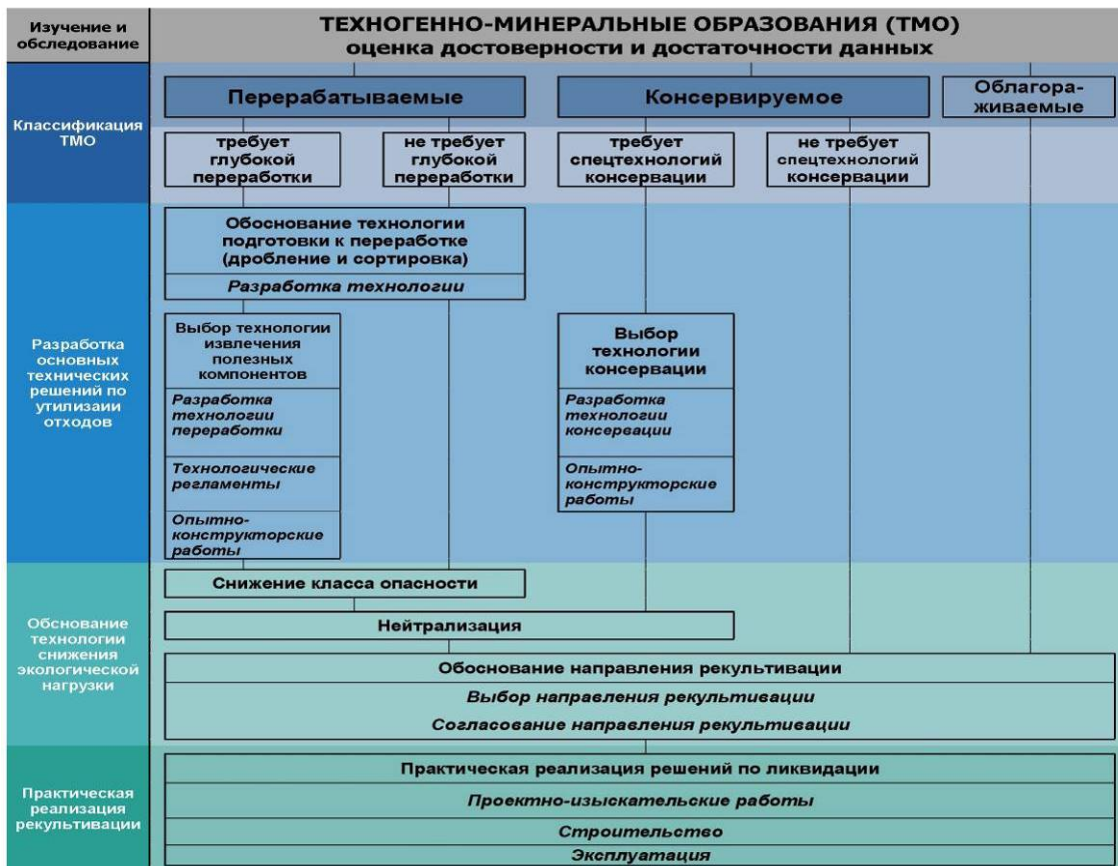 Изучение и
обследование
ТЕХНОГЕННО-МИНЕРАЛЬНЫЕ ОБРАЗОВАНИЯ (ТМО)
оценка достоверности и достаточности данных
Классификация
ТМО
Перерабатываемые
Консервируемое
Облагора-
живаемые
требует
глубокой
переработки
не требует
глубокой
переработки
требует
спецтехнологий
консервации
не требует
спецтехнологий
консервации
Разработка
основных
технических
решений по
утилизаии
отходов
Обоснование технологии
подготовки к переработке
(дробление и сортировка)
Разработка технологии
Выбор технологии
извлечения
полезных
компонентов
Разработка
технологии
переработки
Технологические
регламенты
Опытно-
конструкторские
работы
Выбор
технологии
консервации
Разработка
технологии
консервации
Опытно-
конструкторские
работы
Обснование
технологии
снижения
экологической
нагрузки
Снижение класса опасности
Нейтрализация
Обоснование направления рекультивации
Выбор направления рекультивации
Согласование направления рекультивации
Практическая
реализация
рекультивации
Практическая реализация решений по ликвидации
Проектно-изыскательские работы
Строительство
Эксплуатация